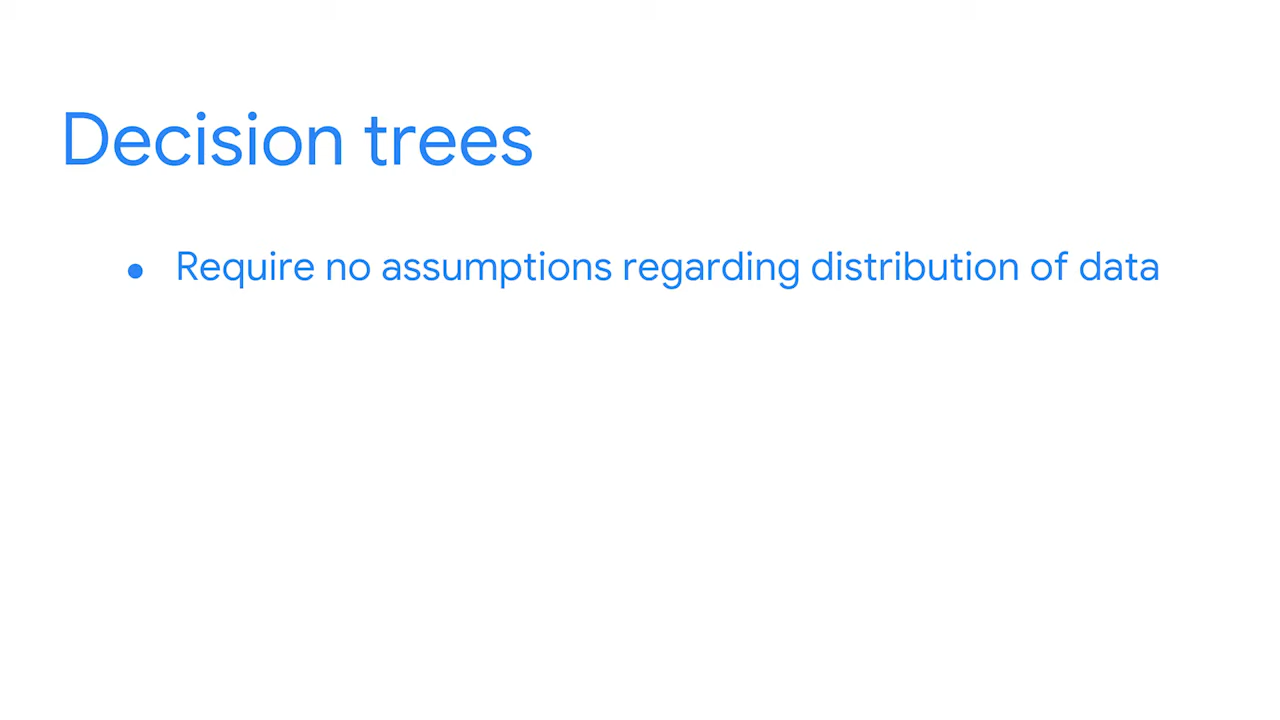 Decision trees
● Require no assumptions regarding distribution of data